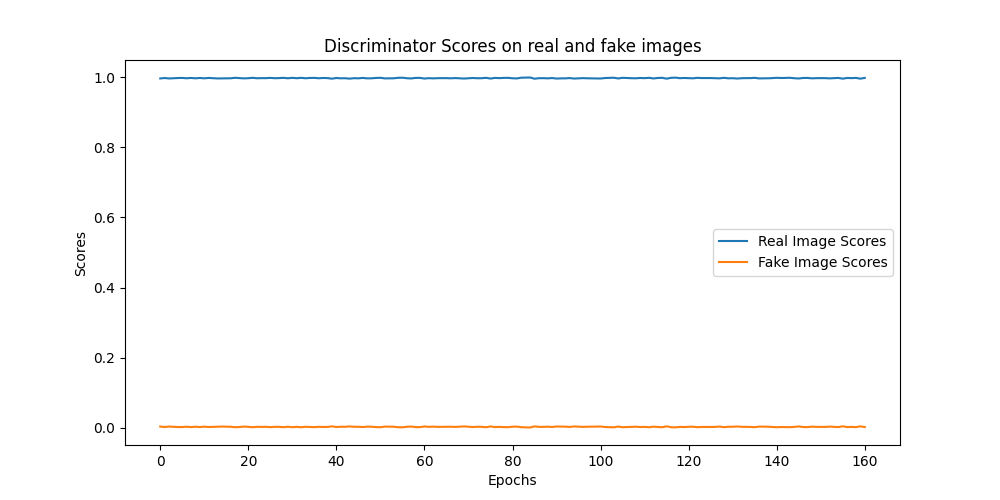 Discriminator Scores on real and fake images
Scores
1.0
0.8
0.6
0.4
0.2
0.0
Real Image Scores
Fake Image Scores
0 20 40 60 80 100 120 140 160
Epochs